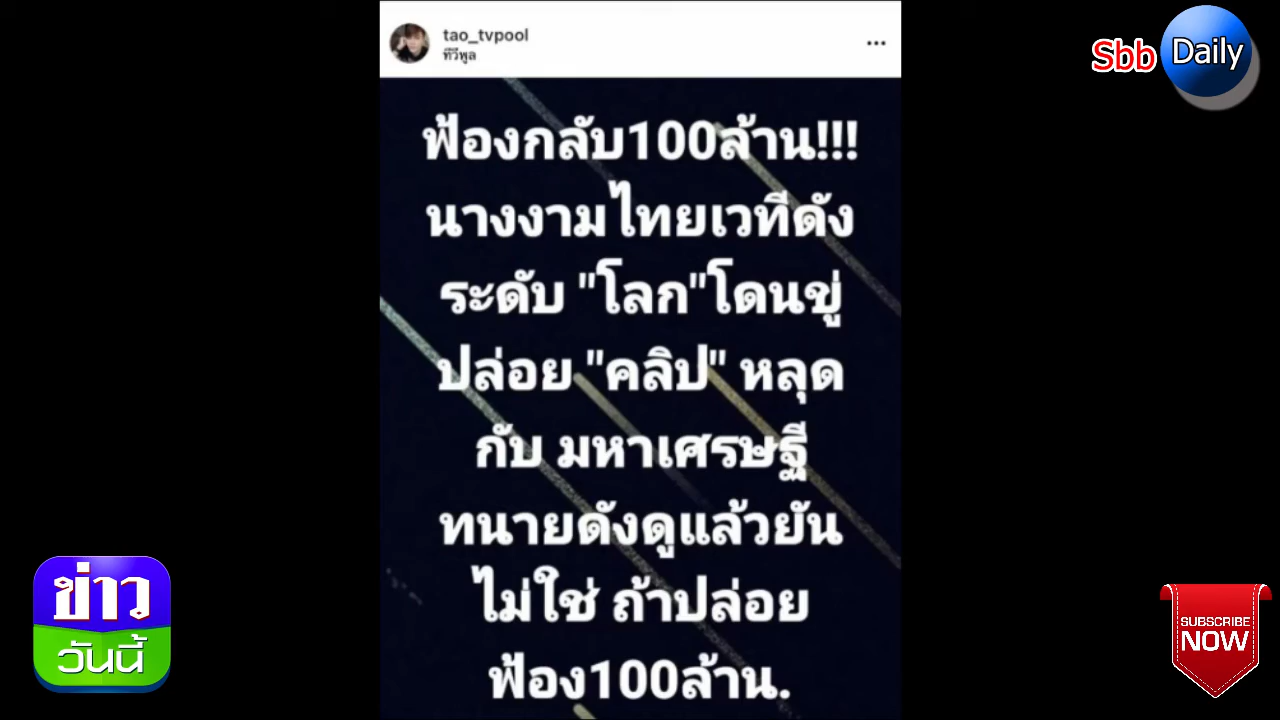 tao_tvpool
ทีวีพูล
Sbb Daily
ฟ้องกลับ100ล้าน!!!
นางงามไทยเวทีดัง
ระดับ "โลก"โดนขู่
ปล่อย "คลิป" หลุด
กับ มหาเศรษฐี
ทนายดังดูแล้วยัน
ไม่ใช่ ถ้าปล่อย
ฟ้อง100ล้าน.
ข่าว
วันนี้
SUBSCRIBE
NOW